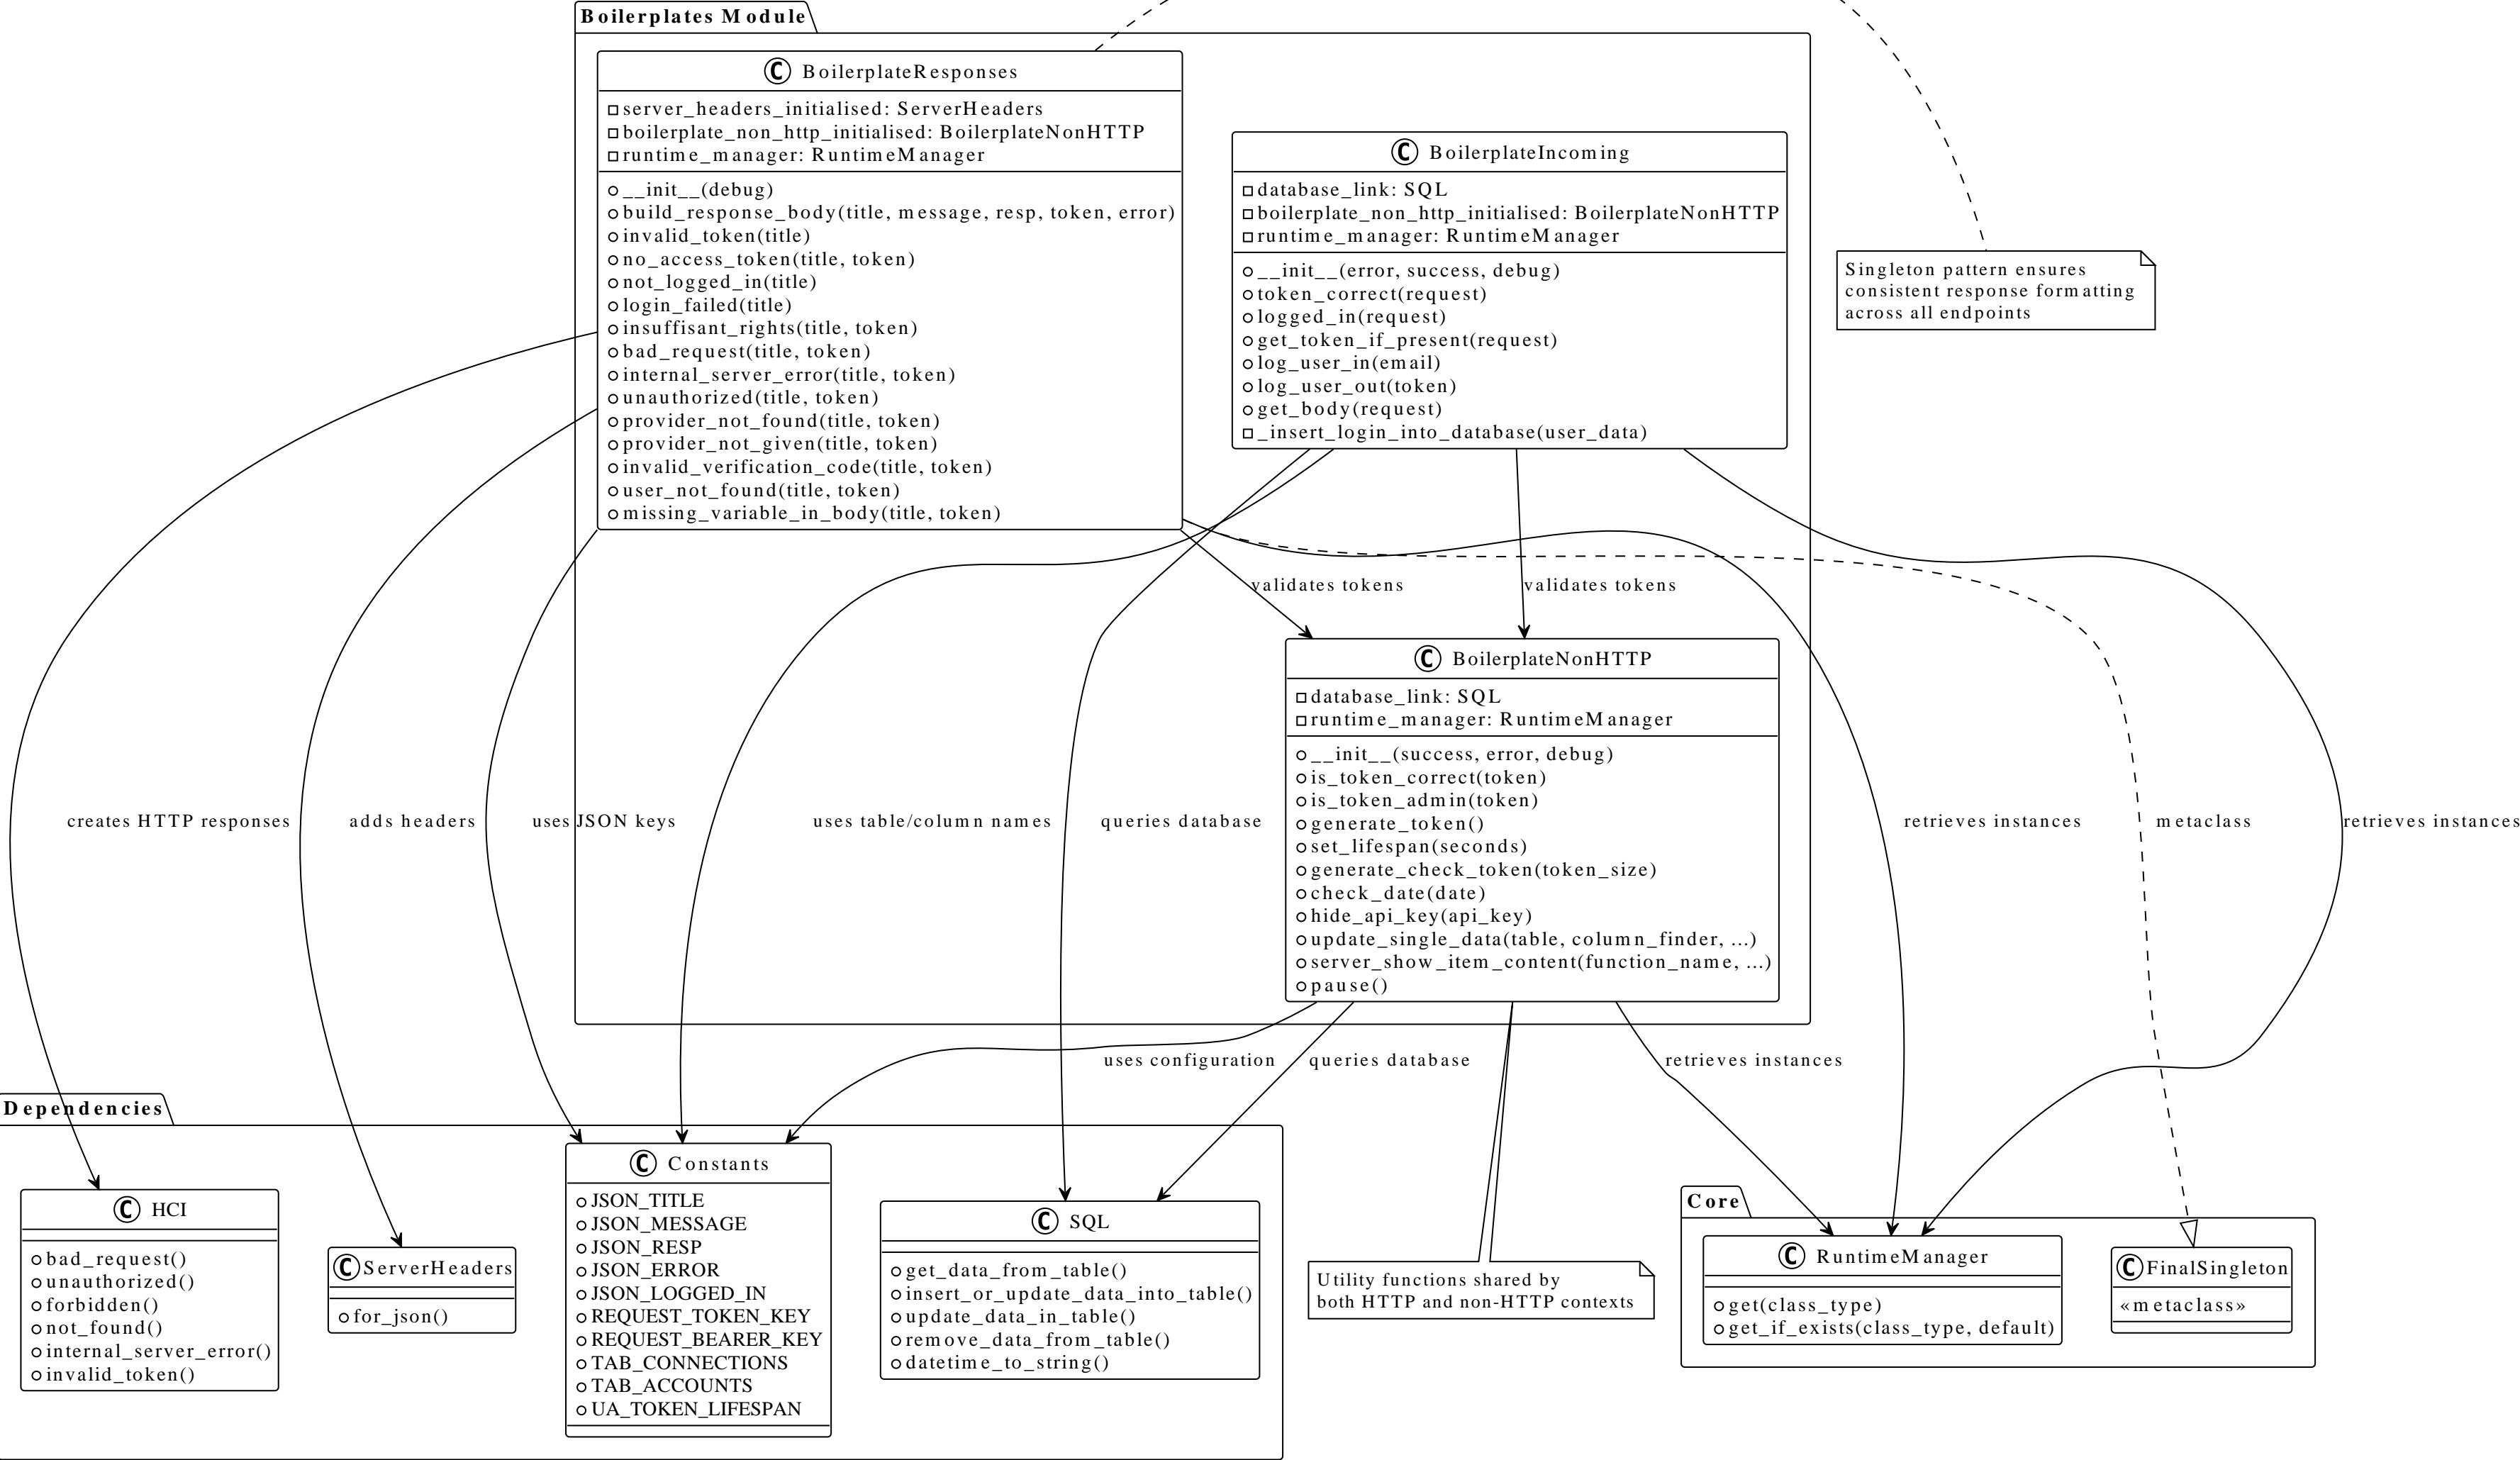 Boilerplates Module
C BoilerplateResponses
server_headers_initialised: ServerHeaders
boilerplate_non_http_initialised: BoilerplateNonHTTP
runtime_manager: RuntimeManager
__init__(debug)
build_response_body(title, message, resp, token, error)
invalid_token(title)
no_access_token(title, token)
not_logged_in(title)
login_failed(title)
insuffisant_rights(title, token)
bad_request(title, token)
internal_server_error(title, token)
unauthorized(title, token)
provider_not_found(title, token)
provider_not_given(title, token)
invalid_verification_code(title, token)
user_not_found(title, token)
missing_variable_in_body(title, token)
C BoilerplateIncoming
database_link: SQL
boilerplate_non_http_initialised: BoilerplateNonHTTP
runtime_manager: RuntimeManager
__init__(error, success, debug)
token_correct(request)
logged_in(request)
get_token_if_present(request)
log_user_in(email)
log_user_out(token)
get_body(request)
_insert_login_into_database(user_data)
Singleton pattern ensures
consistent response formatting
across all endpoints
validates tokens
validates tokens
C BoilerplateNonHTTP
database_link: SQL
runtime_manager: RuntimeManager
__init__(success, error, debug)
is_token_correct(token)
is_token_admin(token)
generate_token()
set_lifespan(seconds)
generate_check_token(token_size)
check_date(date)
hide_api_key(api_key)
update_single_data(table, column_finder, ...)
server_show_item_content(function_name, ...)
pause()
creates HTTP responses
adds headers
uses JSON keys
uses table/column names
queries database
retrieves instances
metaclass
retrieves instances
uses configuration
queries database
retrieves instances
Dependencies
C HCI
bad_request()
unauthorized()
forbidden()
not_found()
internal_server_error()
invalid_token()
C ServerHeaders
for_json()
C Constants
JSON_TITLE
JSON_MESSAGE
JSON_RESP
JSON_ERROR
JSON_LOGGED_IN
REQUEST_TOKEN_KEY
REQUEST_BEARER_KEY
TAB_CONNECTIONS
TAB_ACCOUNTS
UA_TOKEN_LIFESPAN
C SQL
get_data_from_table()
insert_or_update_data_into_table()
update_data_in_table()
remove_data_from_table()
datetime_to_string()
Utility functions shared by
both HTTP and non-HTTP contexts
Core
C RuntimeManager
get(class_type)
get_if_exists(class_type, default)
C FinalSingleton
«metaclass»